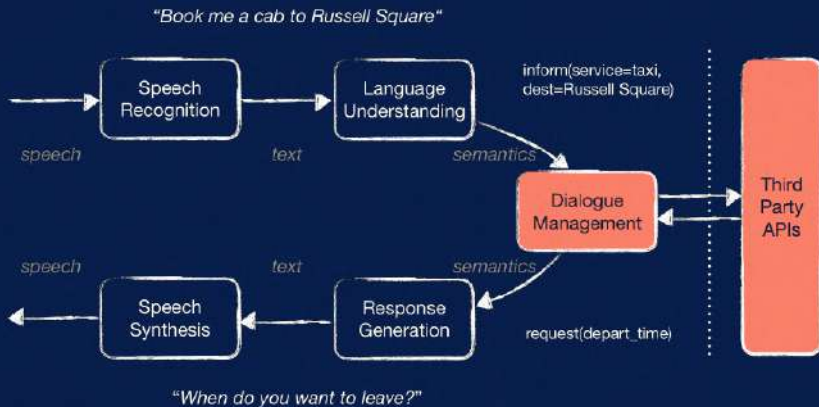 "Book me a cab to Russell Square"
Speech
Recognition
Language
Understanding
inform(service=taxi,
dest=Russell Square)
speech
text
semantics
Dialogue
Management
Third
Party
APIs
speech
text
semantics
Speech
Synthesis
Response
Generation
request(depart_time)
"When do you want to leave?"